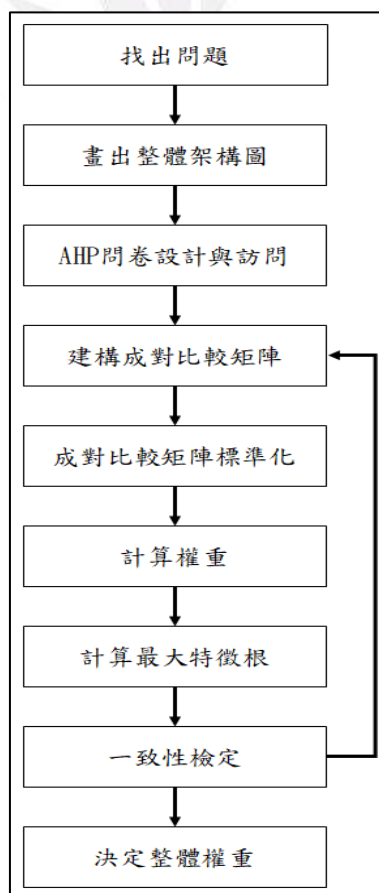 找出問題
畫出整體架構圖
AHP問卷設計與訪問
建構成對比較矩陣
成對比較矩陣標準化
計算權重
計算最大特徵根
一致性檢定
決定整體權重